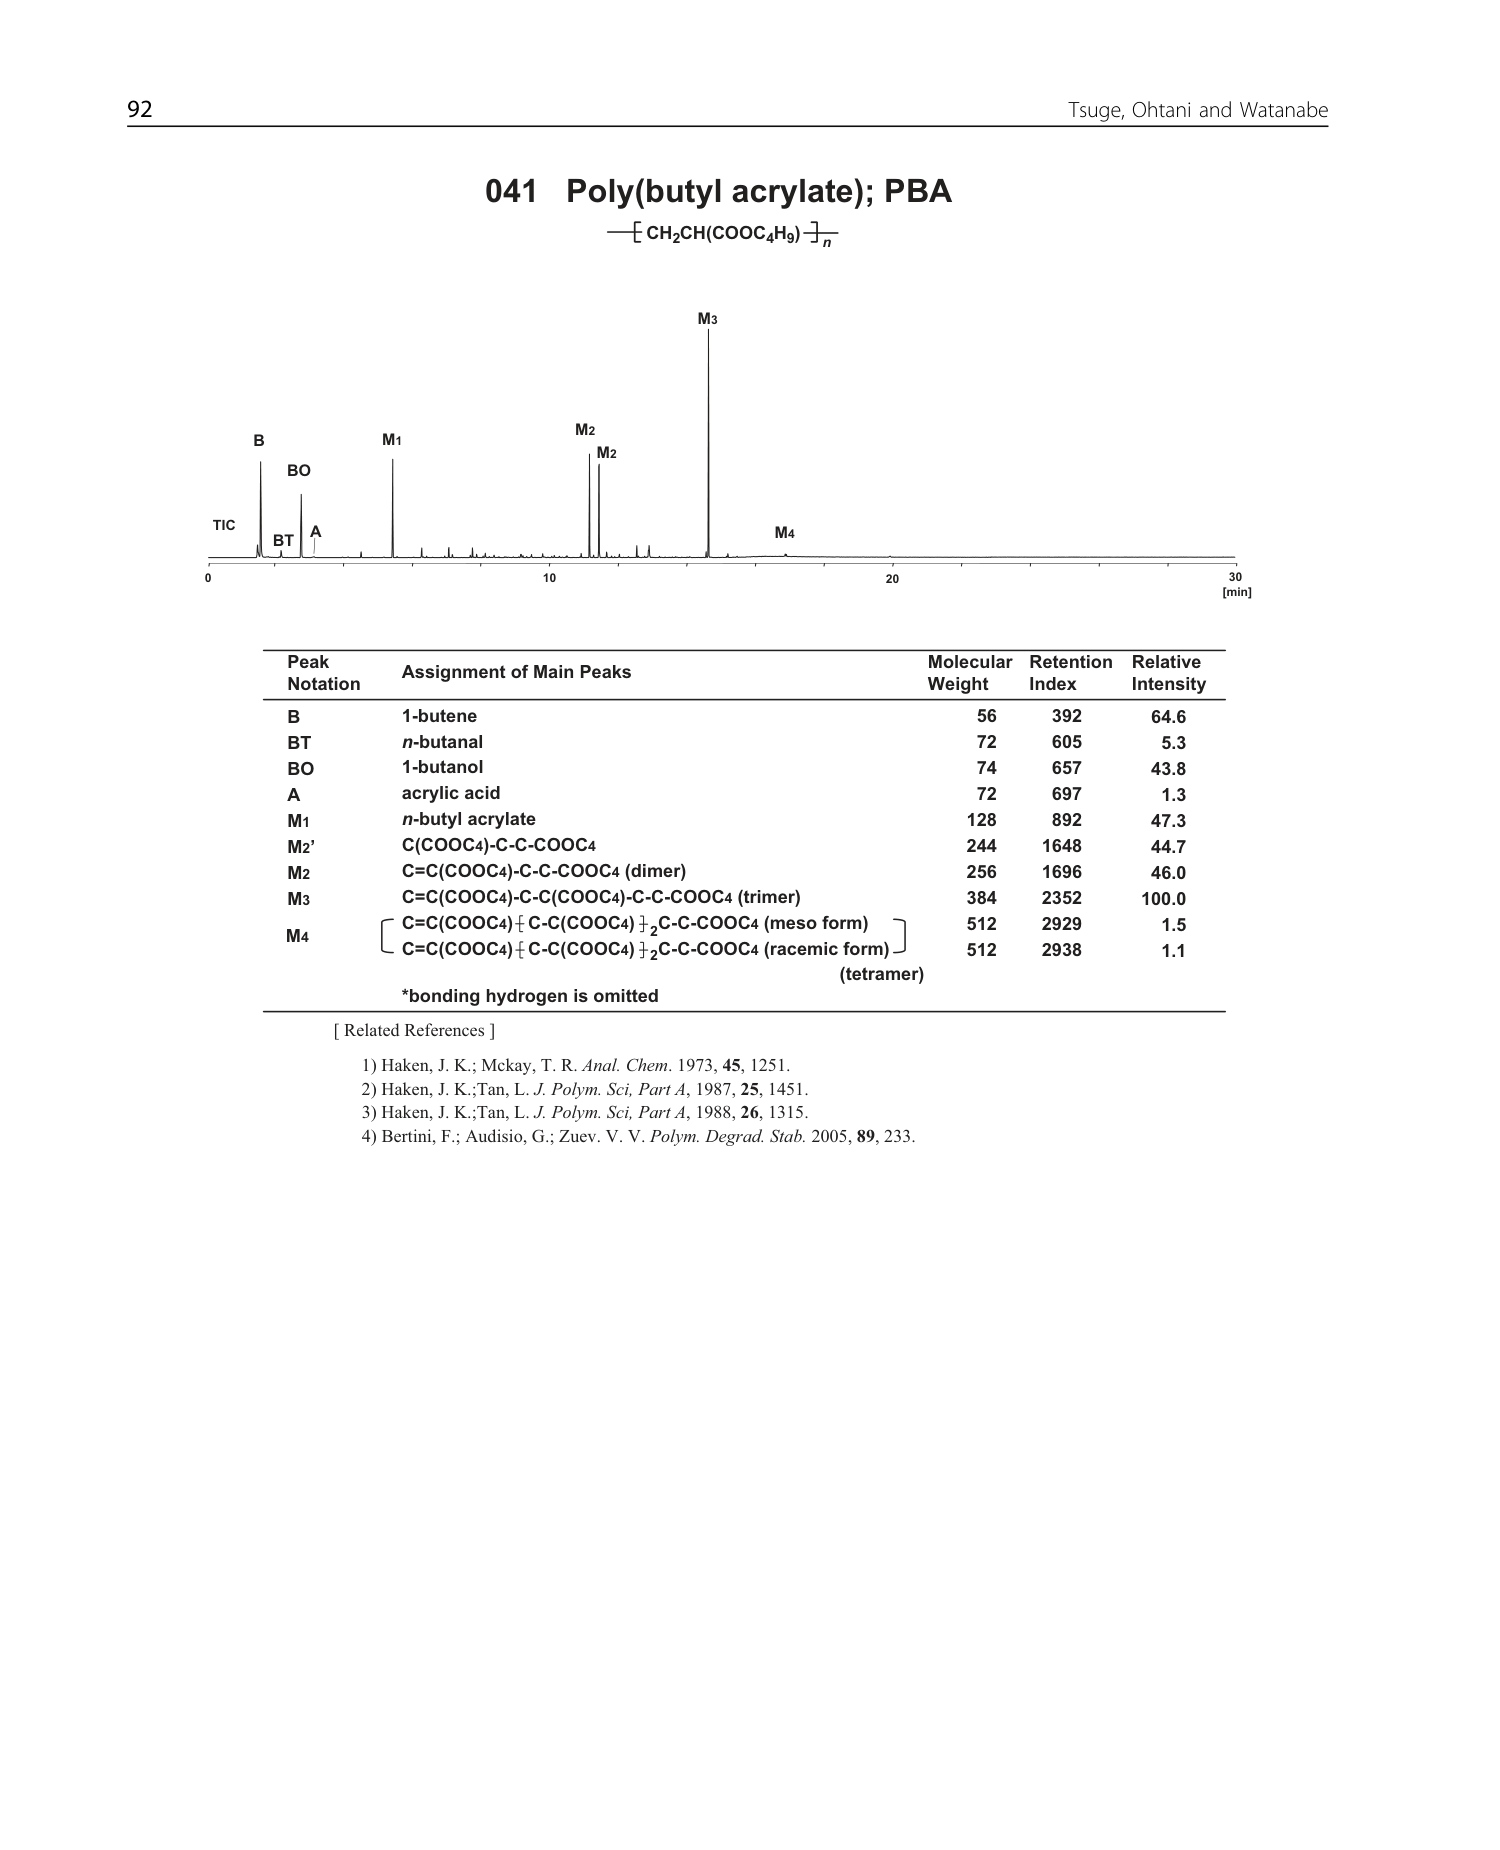 92 Tsuge, Ohtani and Watanabe
041 Poly(butyl acrylate); PBA
[CH2CH(COOC4H9)]n
M3
M2
B M1
M2
BO
TIC
A M4
BT
0 10 20 30
[min]
Peak Notation Assignment of Main Peaks Molecular Weight Retention Index Relative Intensity
B 1-butene 56 392 64.6
BT n-butanal 72 605 5.3
BO 1-butanol 74 657 43.8
A acrylic acid 72 697 1.3
M1 n-butyl acrylate 128 892 47.3
M2’ C(COOC4)-C-C-COOC4 244 1648 44.7
M2 C=C(COOC4)-C-C-COOC4 (dimer) 256 1696 46.0
M3 C=C(COOC4)-C-C(COOC4)-C-C-COOC4 (trimer) 384 2352 100.0
M4 C=C(COOC4)[C-C(COOC4)]2C-C-COOC4 (meso form) 512 2929 1.5
C=C(COOC4)[C-C(COOC4)]2C-C-COOC4 (racemic form) 512 2938 1.1
(tetramer)
*bonding hydrogen is omitted
[ Related References ]
1) Haken, J. K.; Mckay, T. R. Anal. Chem. 1973, 45, 1251.
2) Haken, J. K.;Tan, L. J. Polym. Sci, Part A, 1987, 25, 1451.
3) Haken, J. K.;Tan, L. J. Polym. Sci, Part A, 1988, 26, 1315.
4) Bertini, F.; Audisio, G.; Zuev. V. V. Polym. Degrad. Stab. 2005, 89, 233.